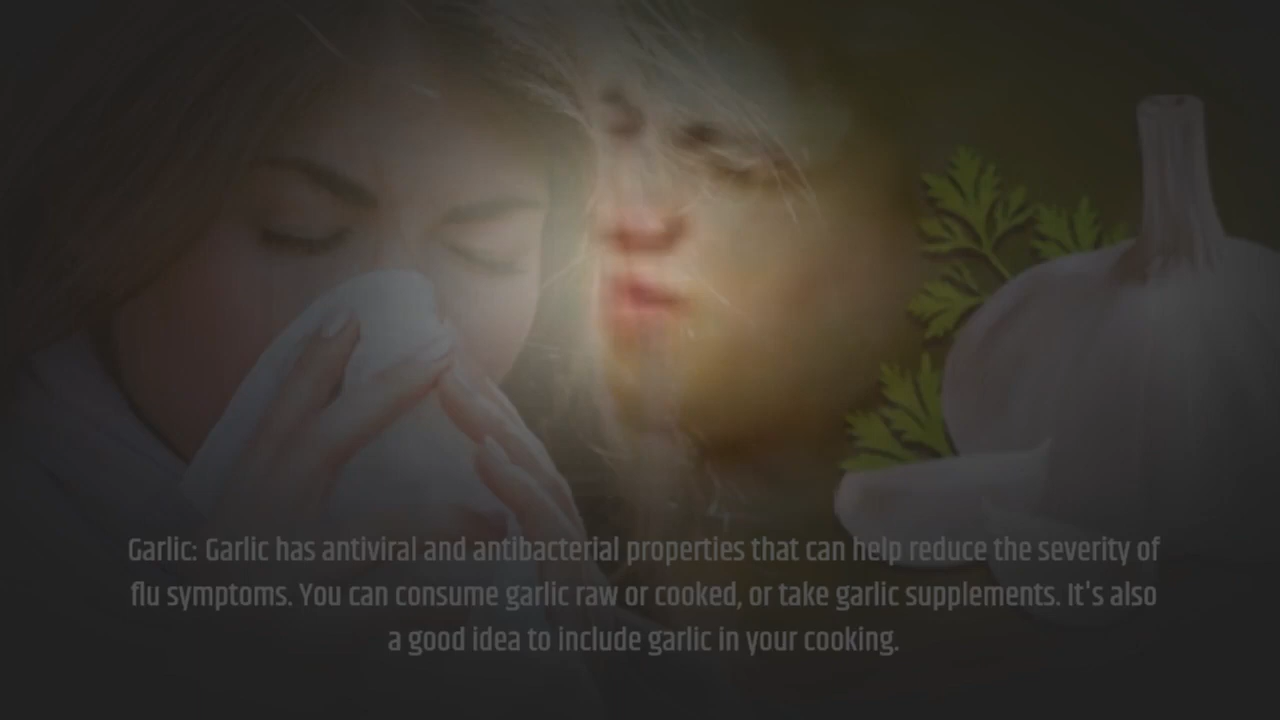 Garlic: Garlic has antiviral and antibacterial properties that can help reduce the severity of
flu symptoms. You can consume garlic raw or cooked, or take garlic supplements. It's also
a good idea to include garlic in your cooking.